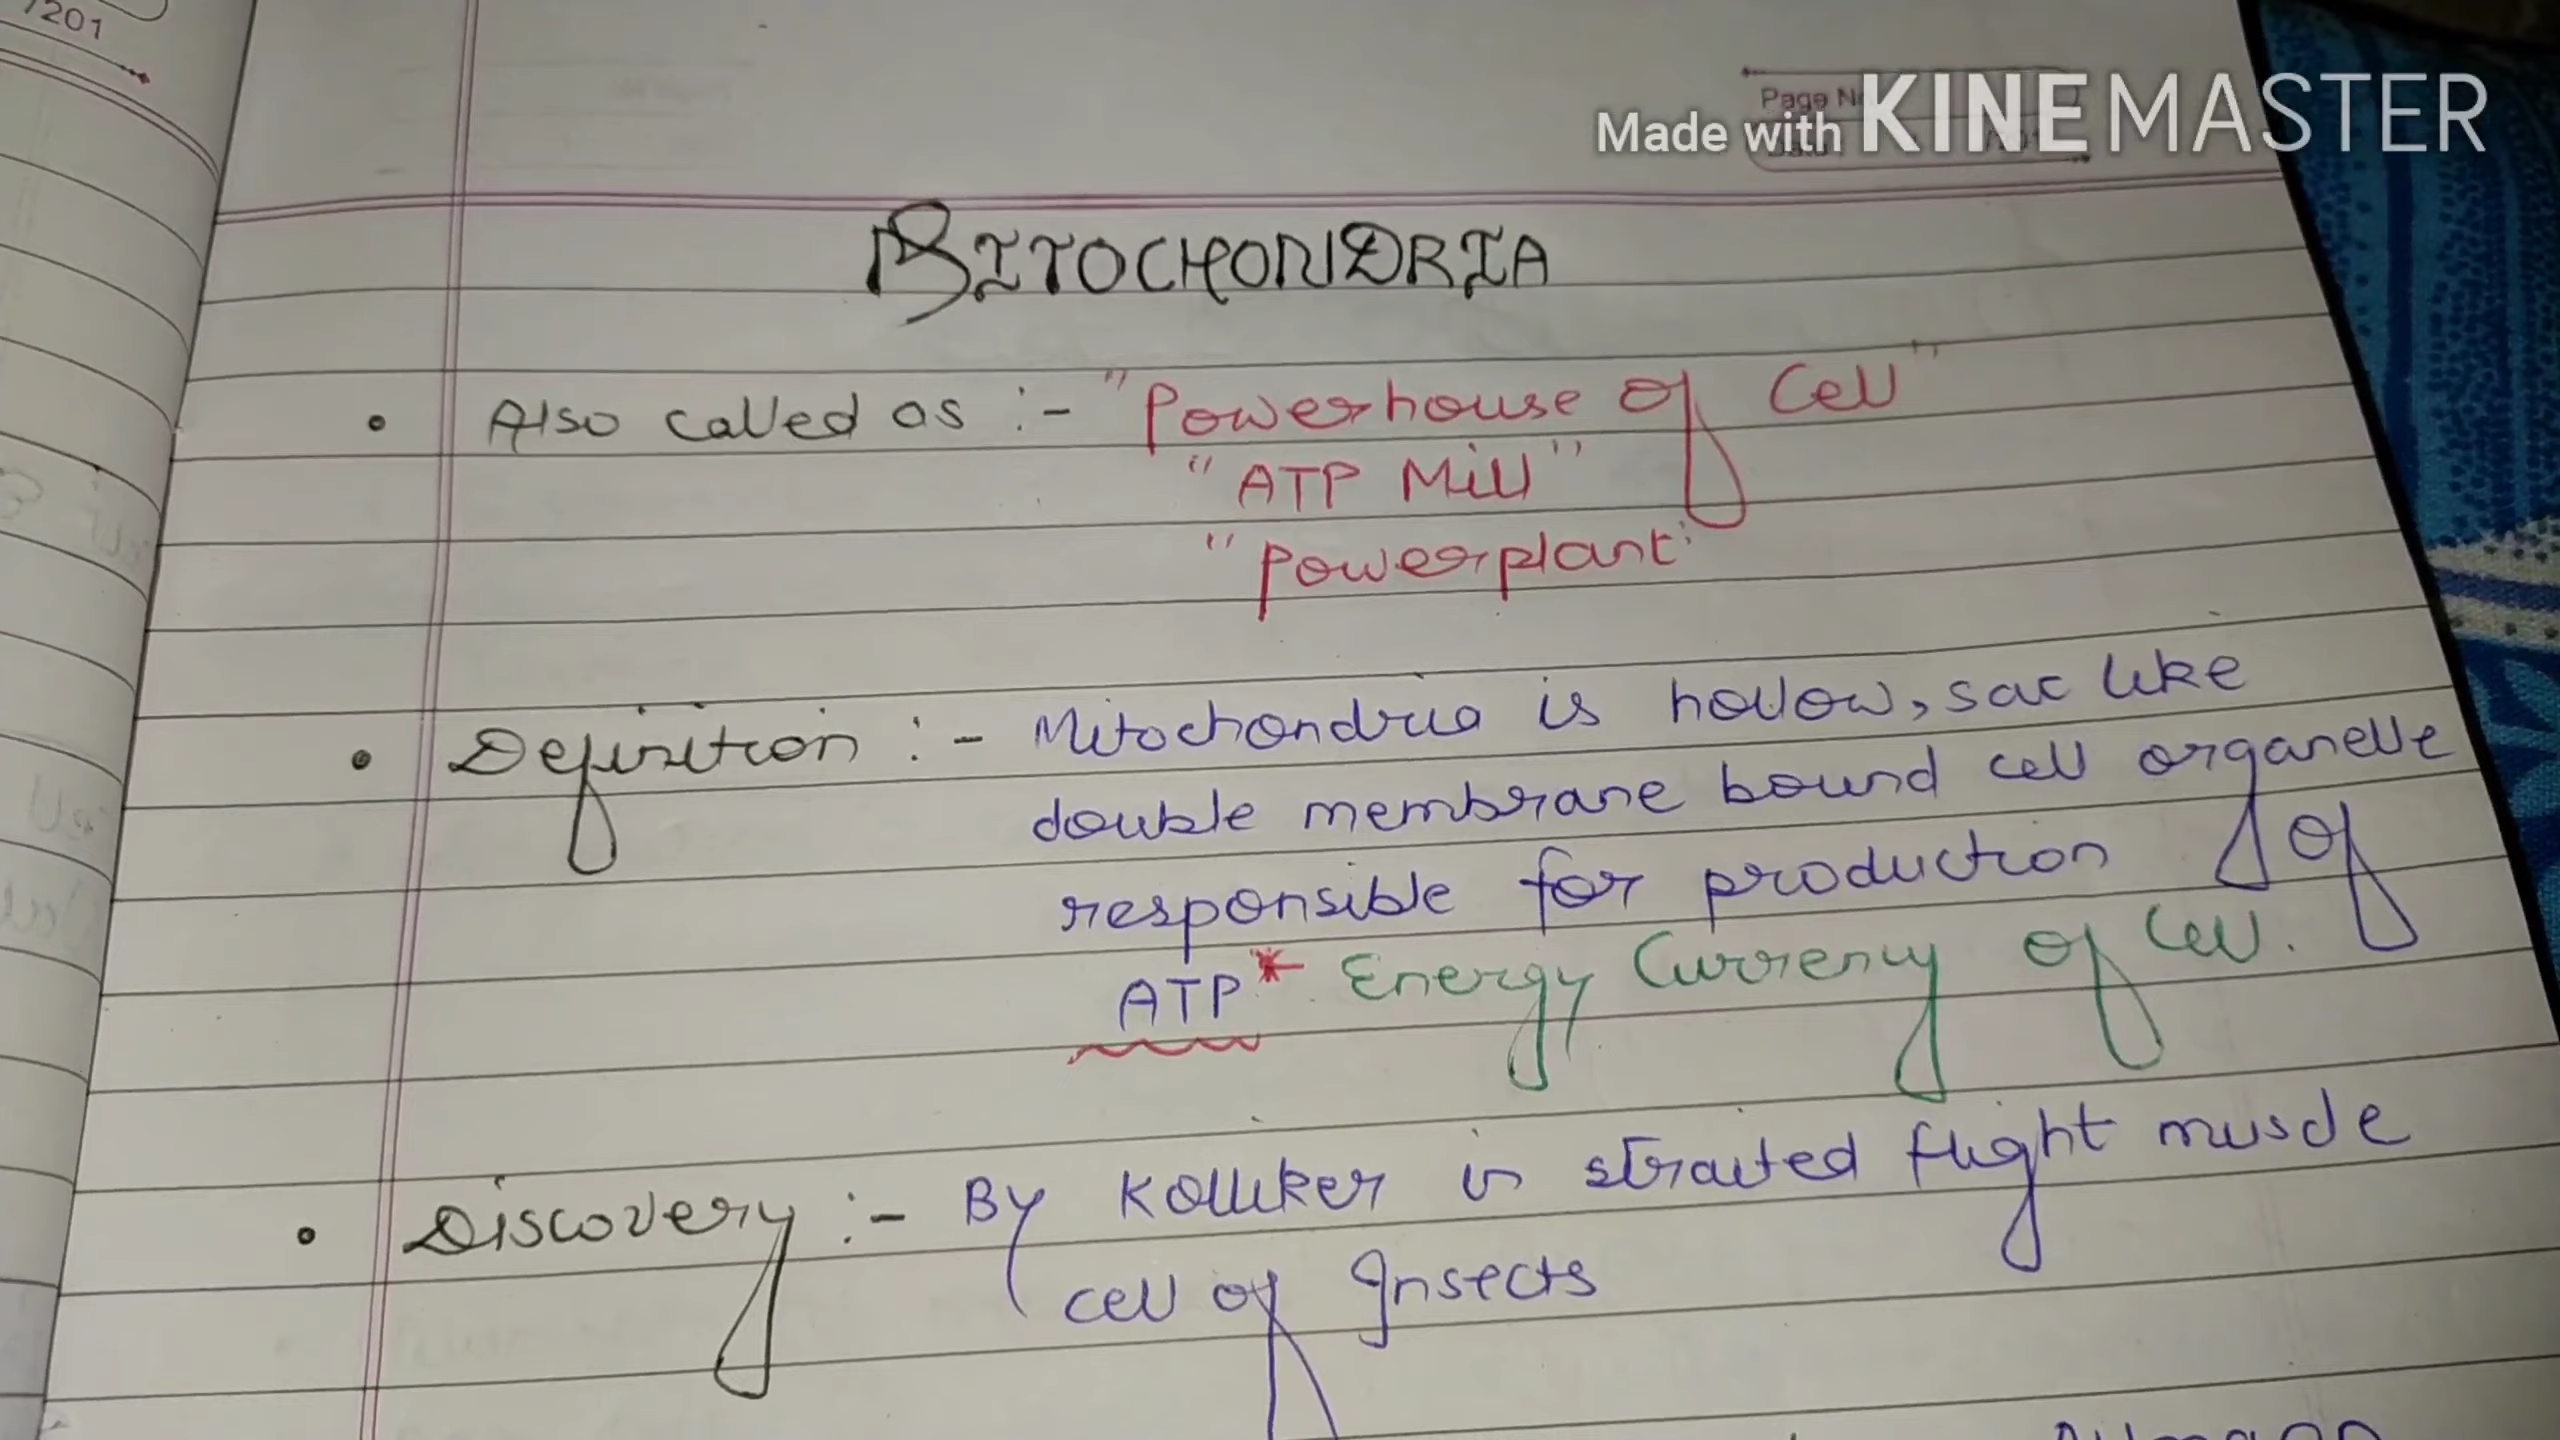 /201
Page No
Made with KINEMASTER
MITOCHONDRIA
• Also called as :- "Powerhouse of Cell"
"ATP Mill"
"Powerplant"
• Definition :- Mitochondria is hollow, sac like
double membrane bound cell organelle
responsible for production of
ATP* Energy Currency of Cell.
• Discovery :- By Kolliker in straited flight muscle
cell of Insects